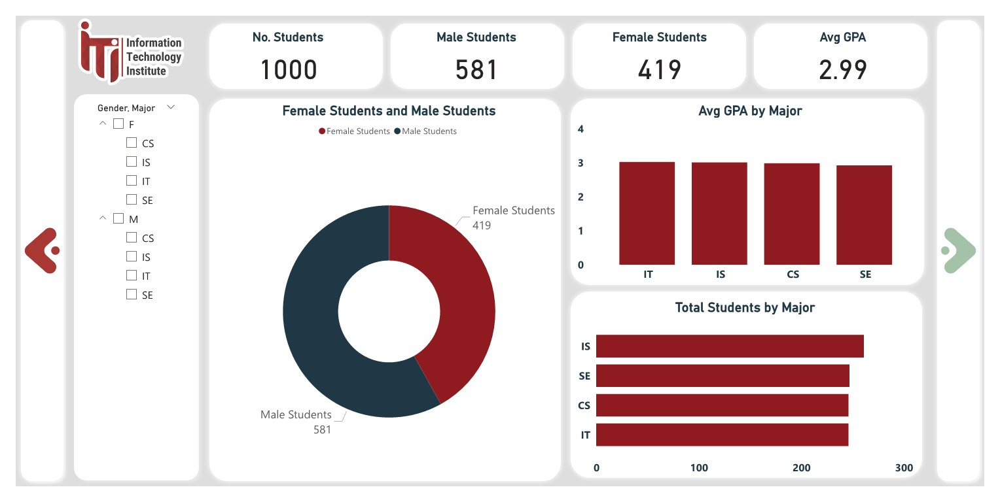 iTi
Information
Technology
Institute
No. Students
1000
Male Students
581
Female Students
419
Avg GPA
2.99
Gender, Major
F
CS
IS
IT
SE
M
CS
IS
IT
SE
Female Students and Male Students
Female Students Male Students
Female Students
419
Male Students
581
Avg GPA by Major
4
3
2
1
0
IT IS CS SE
Total Students by Major
IS
SE
CS
IT
0 100 200 300